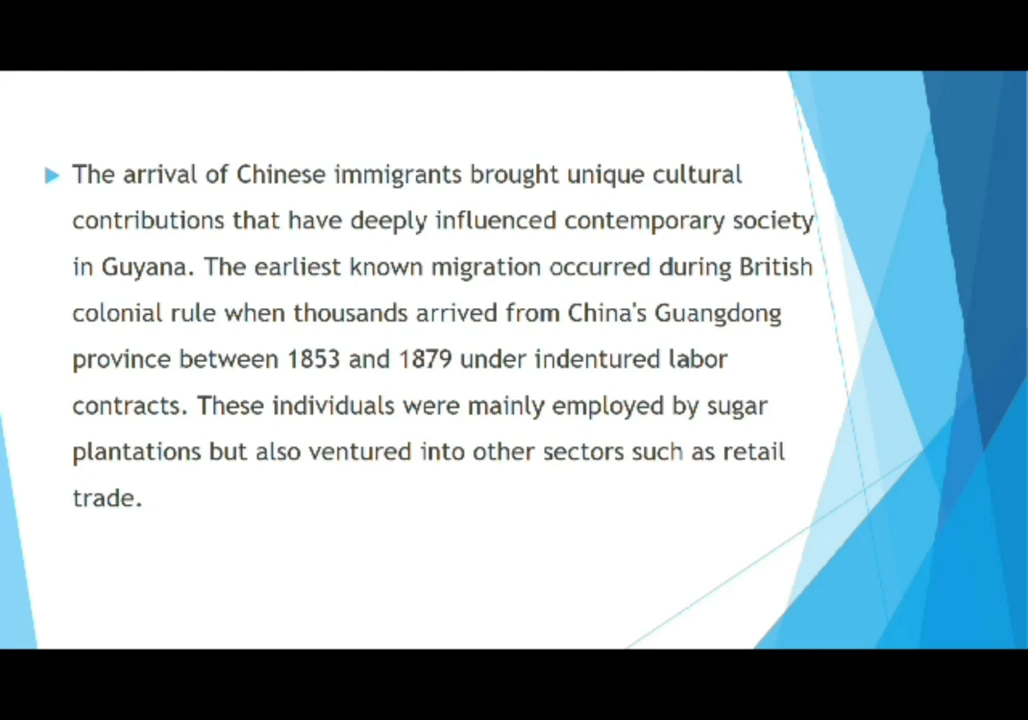 The arrival of Chinese immigrants brought unique cultural
contributions that have deeply influenced contemporary society
in Guyana. The earliest known migration occurred during British
colonial rule when thousands arrived from China's Guangdong
province between 1853 and 1879 under indentured labor
contracts. These individuals were mainly employed by sugar
plantations but also ventured into other sectors such as retail
trade.